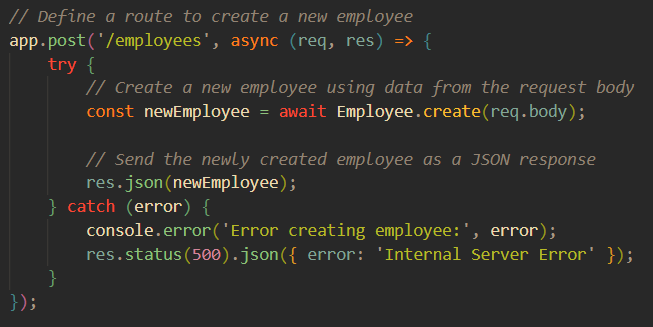 // Define a route to create a new employee
app.post('/employees', async (req, res) => {
    try {
        // Create a new employee using data from the request body
        const newEmployee = await Employee.create(req.body);

        // Send the newly created employee as a JSON response
        res.json(newEmployee);
    } catch (error) {
        console.error('Error creating employee:', error);
        res.status(500).json({ error: 'Internal Server Error' });
    }
});